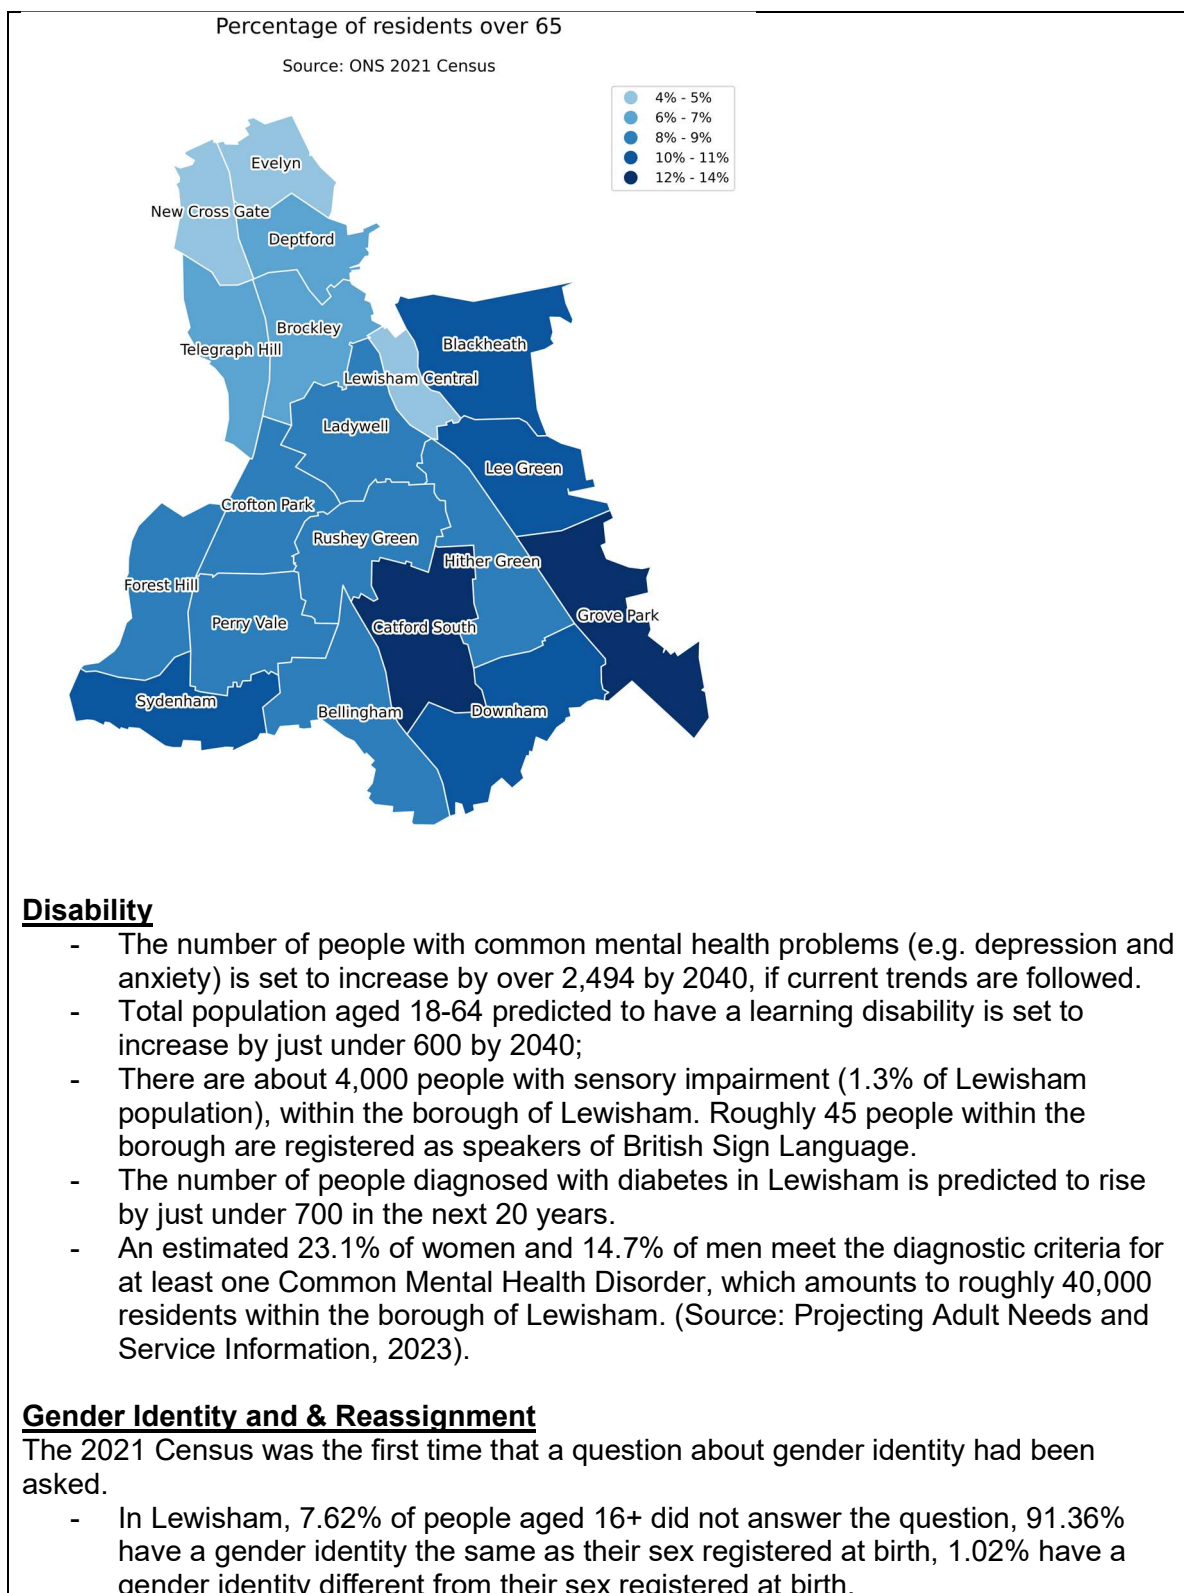 Percentage of residents over 65
Source: ONS 2021 Census
4% - 5%
6% - 7%
8% - 9%
10% - 11%
12% - 14%
Evelyn
New Cross Gate
Deptford
Brockley
Telegraph Hill
Blackheath
Lewisham Central
Ladywell
Lee Green
Crofton Park
Rushey Green
Hither Green
Forest Hill
Perry Vale
Catford South
Grove Park
Sydenham
Bellingham
Downham
Disability
- The number of people with common mental health problems (e.g. depression and
anxiety) is set to increase by over 2,494 by 2040, if current trends are followed.
- Total population aged 18-64 predicted to have a learning disability is set to
increase by just under 600 by 2040;
- There are about 4,000 people with sensory impairment (1.3% of Lewisham
population), within the borough of Lewisham. Roughly 45 people within the
borough are registered as speakers of British Sign Language.
- The number of people diagnosed with diabetes in Lewisham is predicted to rise
by just under 700 in the next 20 years.
- An estimated 23.1% of women and 14.7% of men meet the diagnostic criteria for
at least one Common Mental Health Disorder, which amounts to roughly 40,000
residents within the borough of Lewisham. (Source: Projecting Adult Needs and
Service Information, 2023).
Gender Identity and & Reassignment
The 2021 Census was the first time that a question about gender identity had been
asked.
- In Lewisham, 7.62% of people aged 16+ did not answer the question, 91.36%
have a gender identity the same as their sex registered at birth, 1.02% have a
gender identity different from their sex registered at birth.